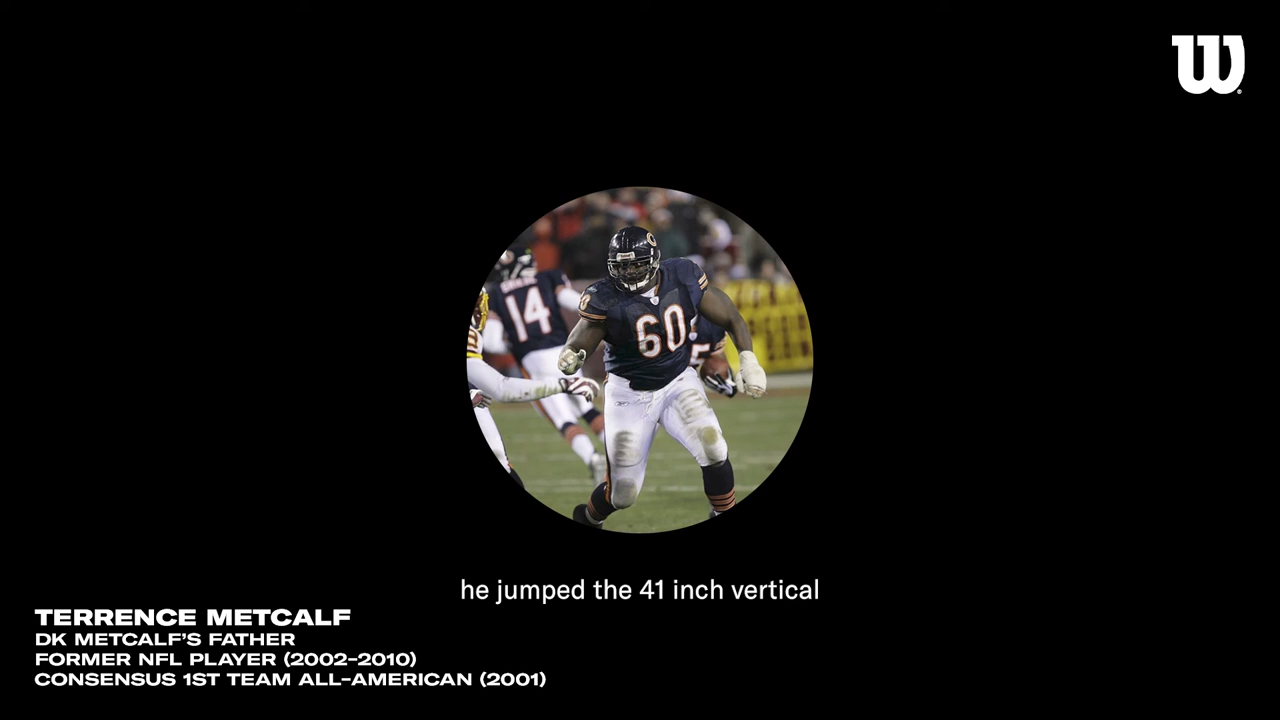 W
14
60
he jumped the 41 inch vertical
TERRENCE METCALF
DK METCALF'S FATHER
FORMER NFL PLAYER (2002-2010)
CONSENSUS 1ST TEAM ALL-AMERICAN (2001)